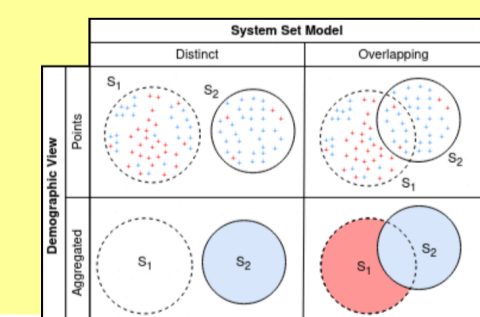 System Set Model
Distinct
Overlapping
Demographic View
Points
S1
S2
S2
S1
Aggregated
S1
S2
S1
S2